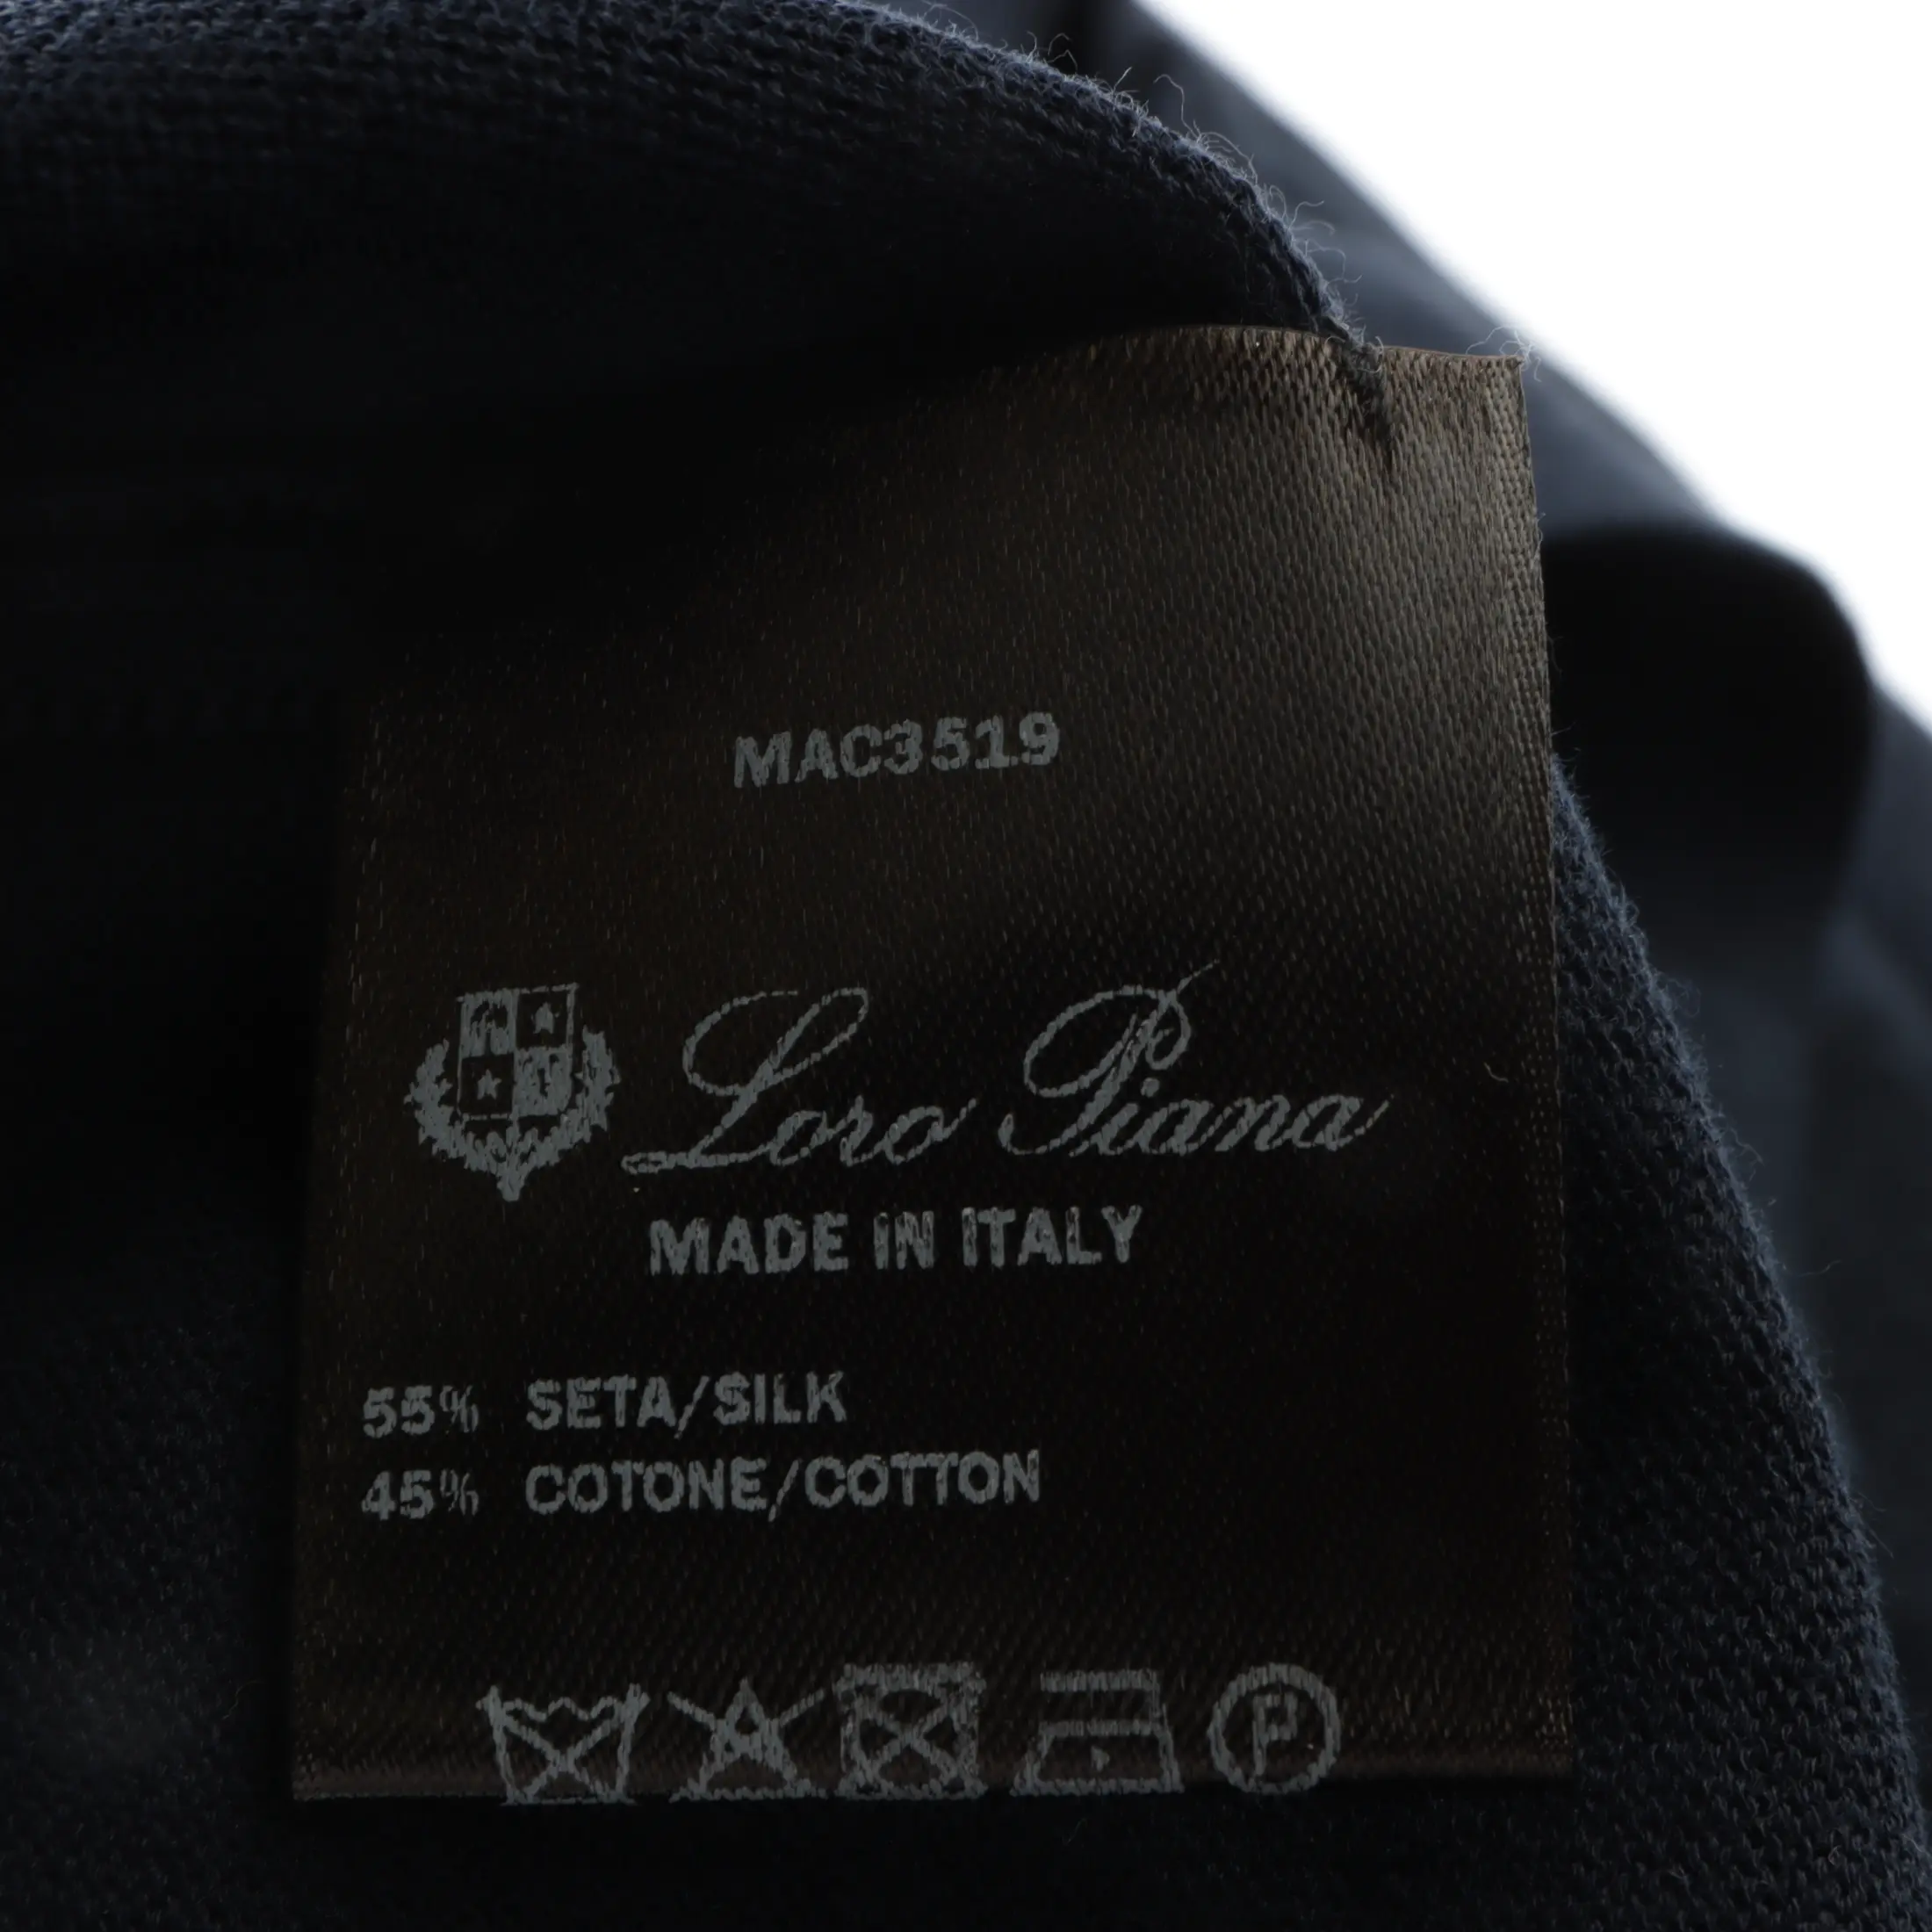 MAC3519
Loro Piana
MADE IN ITALY
55% SETA/SILK
45% COTONE/COTTON
P